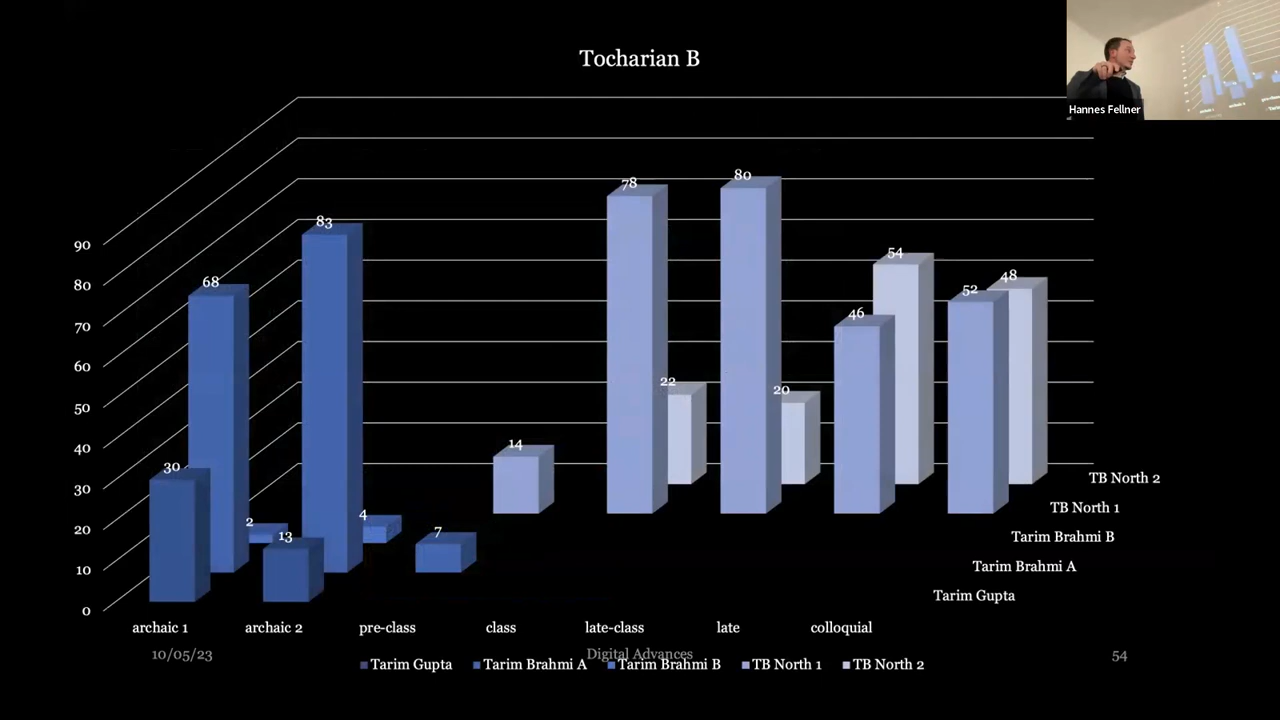 Tocharian B
Hannes Fellner
90
80
70
60
50
40
30
20
10
0
68
30
2
83
13
4
7
14
78
22
80
20
46
54
52
48
TB North 2
TB North 1
Tarim Brahmi B
Tarim Brahmi A
Tarim Gupta
archaic 1 archaic 2 pre-class class late-class late colloquial
10/05/23 Digital Advances 54
Tarim Gupta Tarim Brahmi A Tarim Brahmi B TB North 1 TB North 2